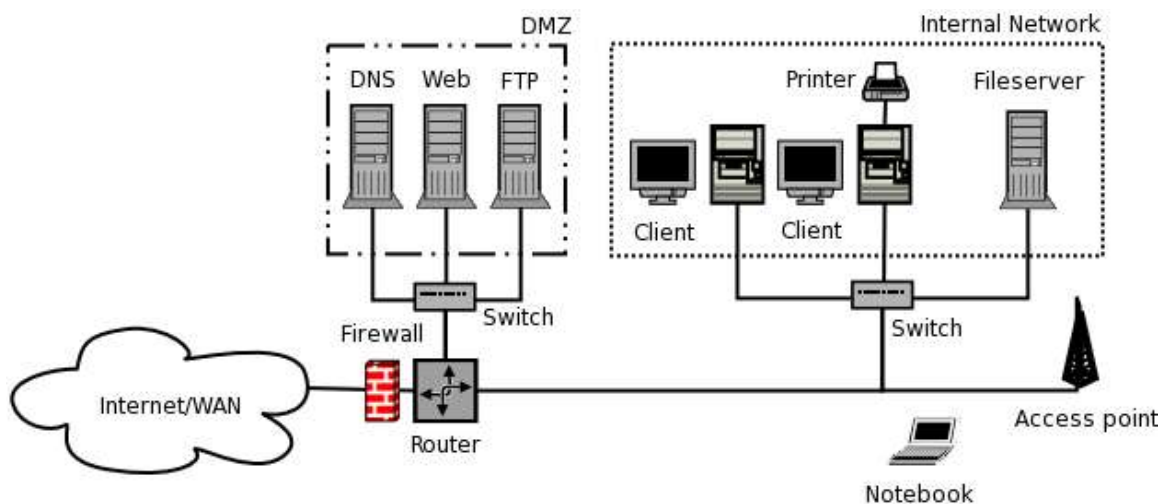 DMZ
DNS Web FTP
Internal Network
Printer Fileserver
Client Client
Switch
Firewall
Switch
Internet/WAN
Router
Access point
Notebook